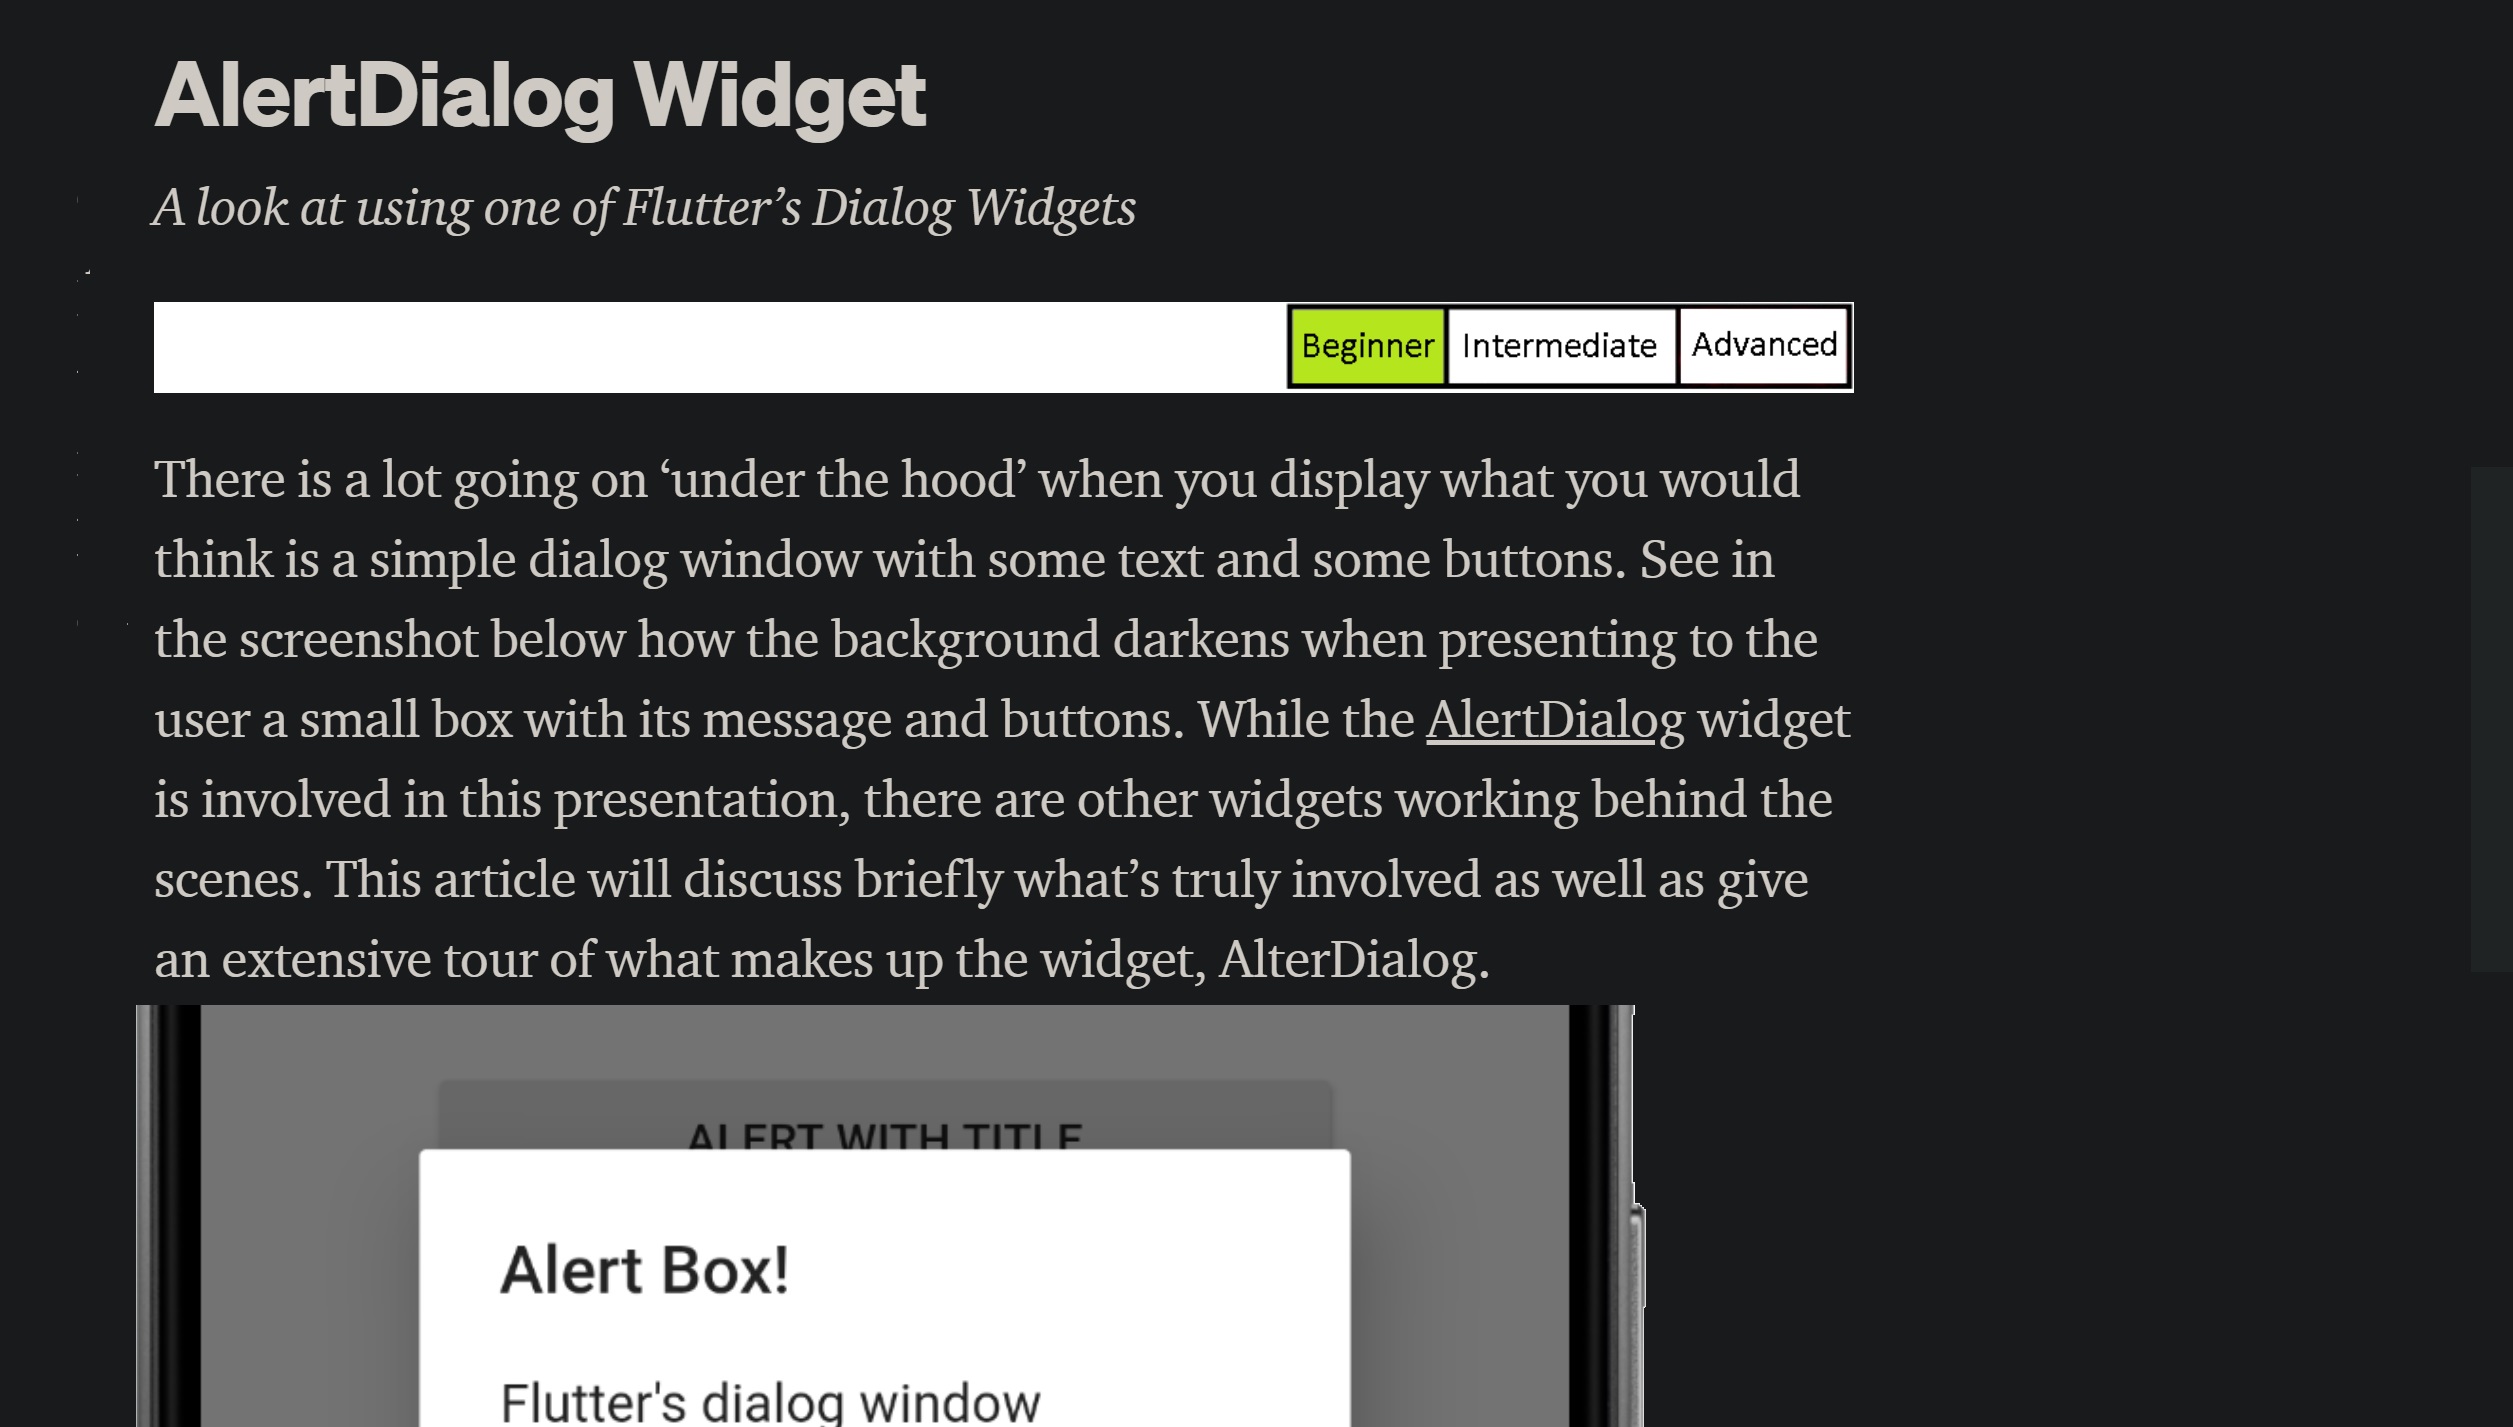 AlertDialog Widget
A look at using one of Flutter’s Dialog Widgets
Beginner Intermediate Advanced
There is a lot going on ‘under the hood’ when you display what you would
think is a simple dialog window with some text and some buttons. See in
the screenshot below how the background darkens when presenting to the
user a small box with its message and buttons. While the AlertDialog widget
is involved in this presentation, there are other widgets working behind the
scenes. This article will discuss briefly what’s truly involved as well as give
an extensive tour of what makes up the widget, AlterDialog.
ALERT WITH TITLE
Alert Box!
Flutter's dialog window